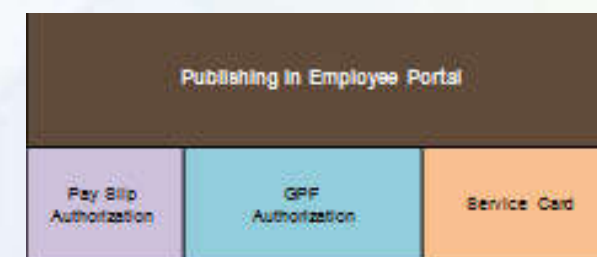 Publishing in Employee Portal
Pay Slip
Authorization
GPF
Authorization
Service Card